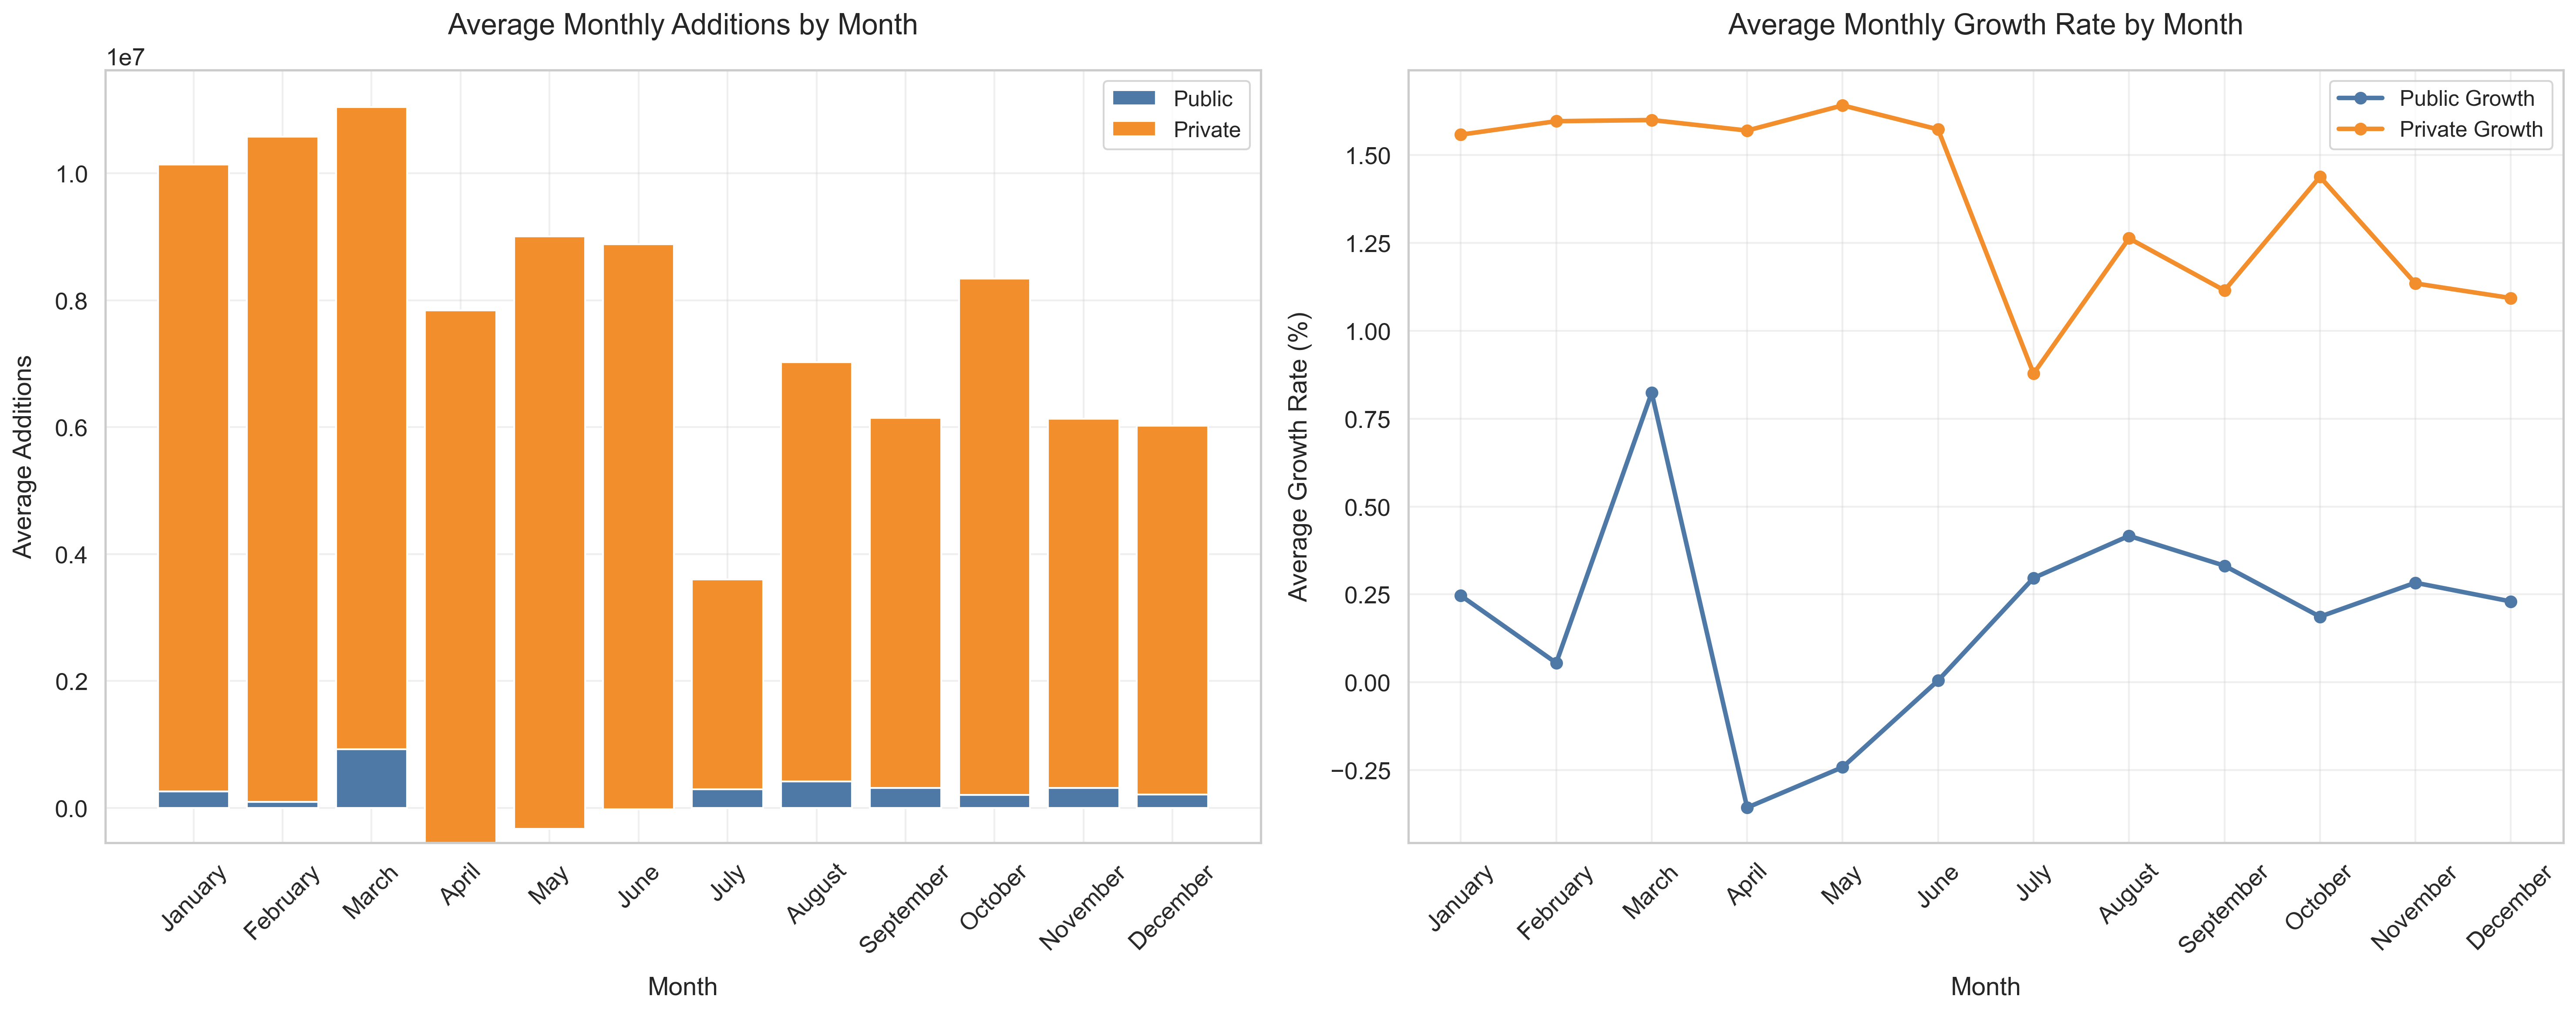 Average Monthly Additions by Month
1e7
Public
Private
1.0
0.8
0.6
0.4
0.2
0.0
Average Additions
January
February
March
April
May
June
July
August
September
October
November
December
Month
Average Monthly Growth Rate by Month
Public Growth
Private Growth
1.50
1.25
1.00
0.75
0.50
0.25
0.00
−0.25
Average Growth Rate (%)
January
February
March
April
May
June
July
August
September
October
November
December
Month